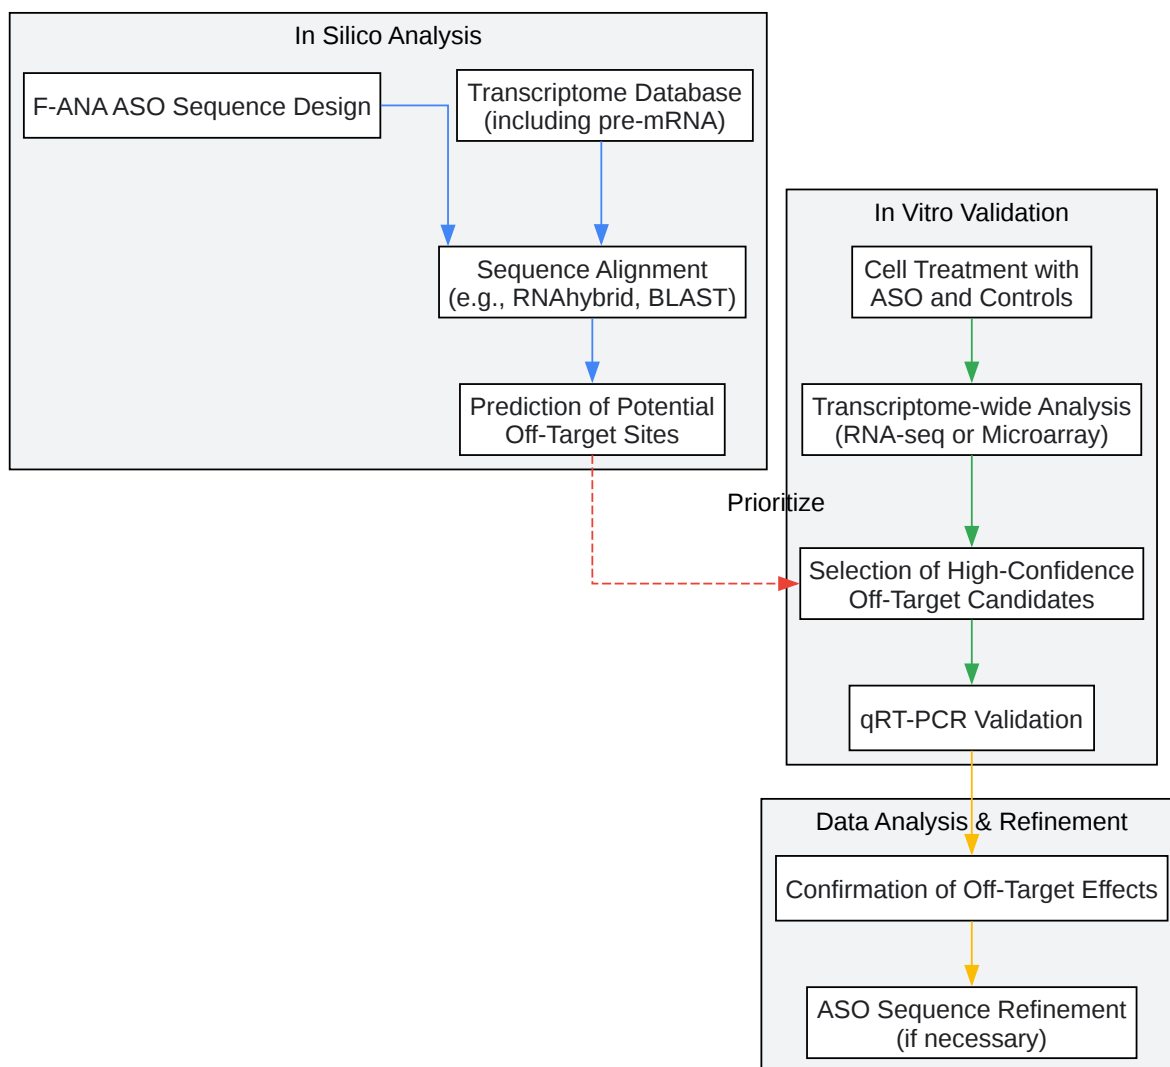 In Silico Analysis
F-ANA ASO Sequence Design
Transcriptome Database
(including pre-mRNA)
Sequence Alignment
(e.g., RNAhybrid, BLAST)
Prediction of Potential
Off-Target Sites
Prioritize
In Vitro Validation
Cell Treatment with
ASO and Controls
Transcriptome-wide Analysis
(RNA-seq or Microarray)
Selection of High-Confidence
Off-Target Candidates
qRT-PCR Validation
Data Analysis & Refinement
Confirmation of Off-Target Effects
ASO Sequence Refinement
(if necessary)